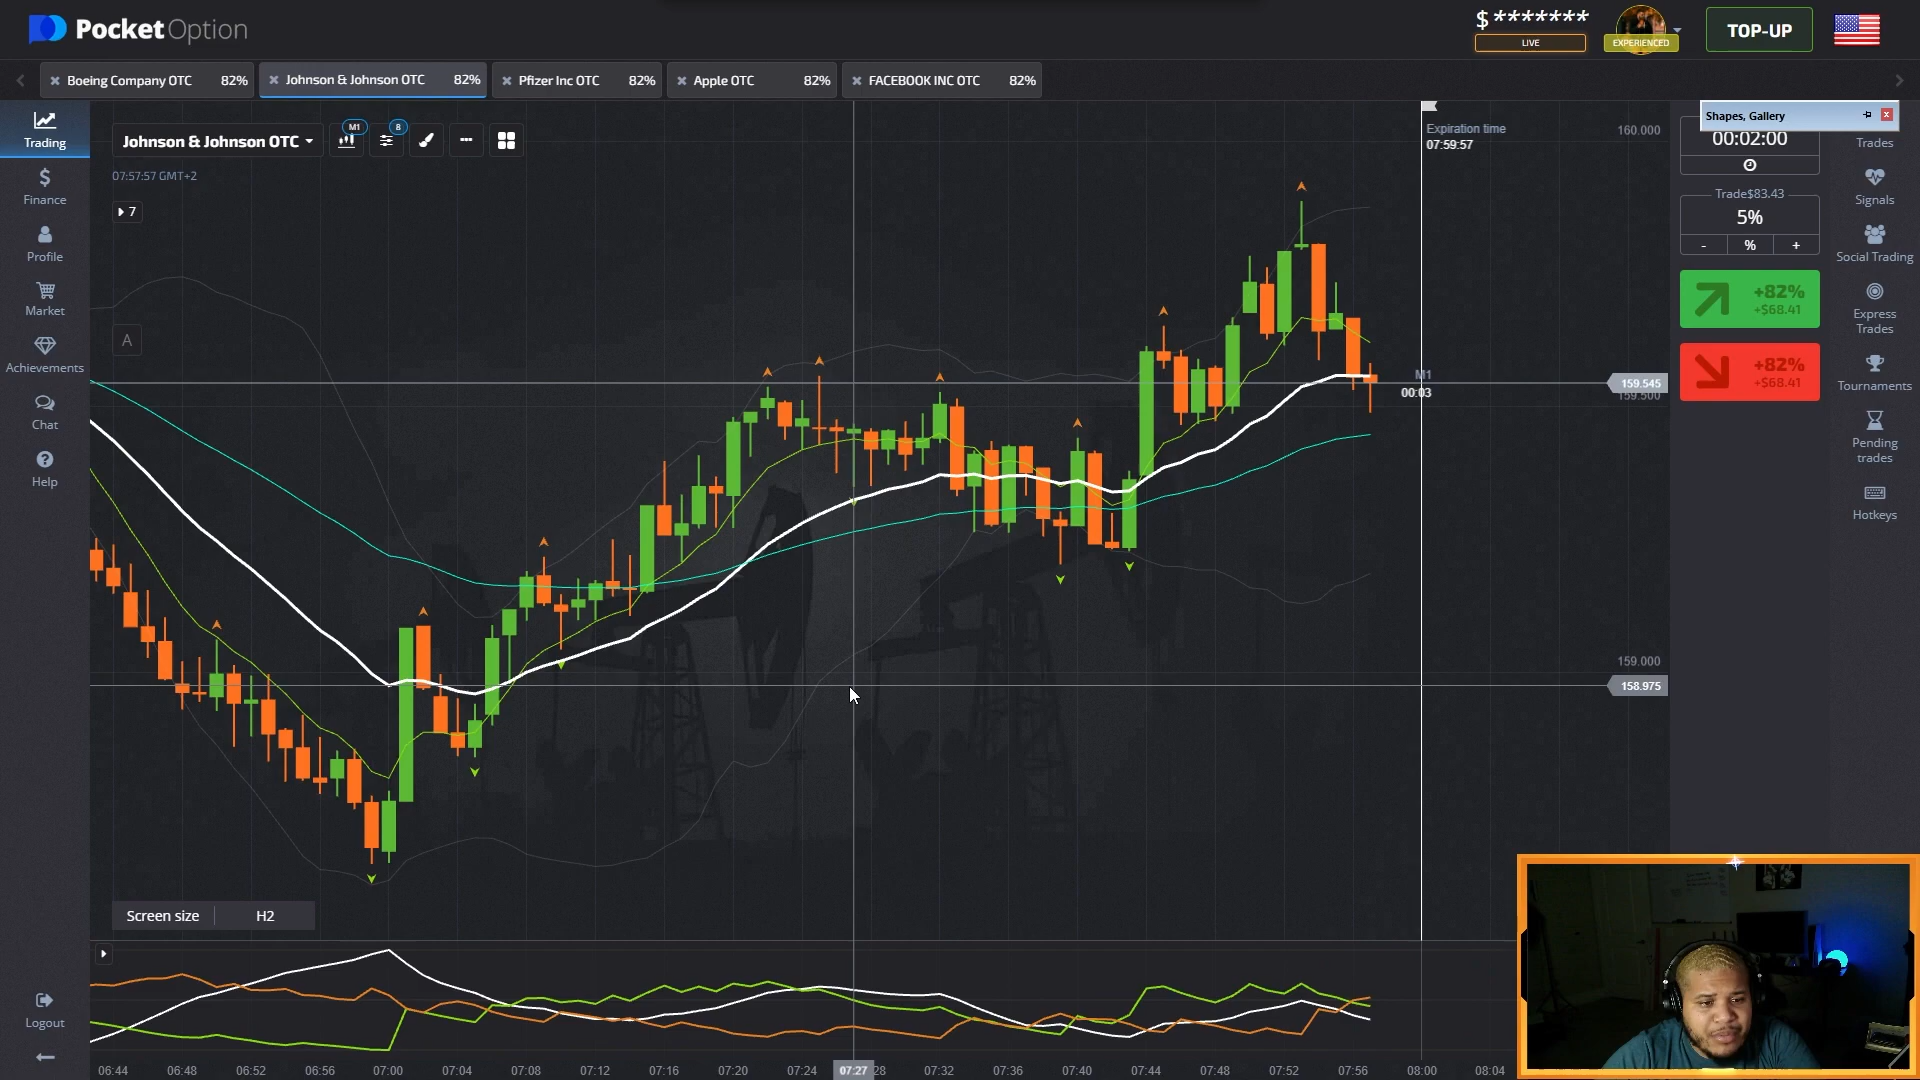 PocketOption
$ *******
LIVE
EXPERIENCED
TOP-UP
Boeing Company OTC 82%
Johnson & Johnson OTC 82%
Pfizer Inc OTC 82%
Apple OTC 82%
FACEBOOK INC OTC 82%
Trading
Finance
Profile
Market
Achievements
Chat
Help
Logout
Johnson & Johnson OTC
M1
8
07:57:57 GMT+2
7
A
Expiration time
07:59:57
M1
00:03
160.000
159.545
159.500
159.000
158.975
Screen size H2
06:44 06:48 06:52 06:56 07:00 07:04 07:08 07:12 07:16 07:20 07:24 07:27 28 07:32 07:36 07:40 07:44 07:48 07:52 07:56 08:00 08:04
Shapes, Gallery
00:02:00
Trade $83.43
5%
- % +
+82%
+$68.41
+82%
+$68.41
Trades
Signals
Social Trading
Express
Trades
Tournaments
Pending
trades
Hotkeys